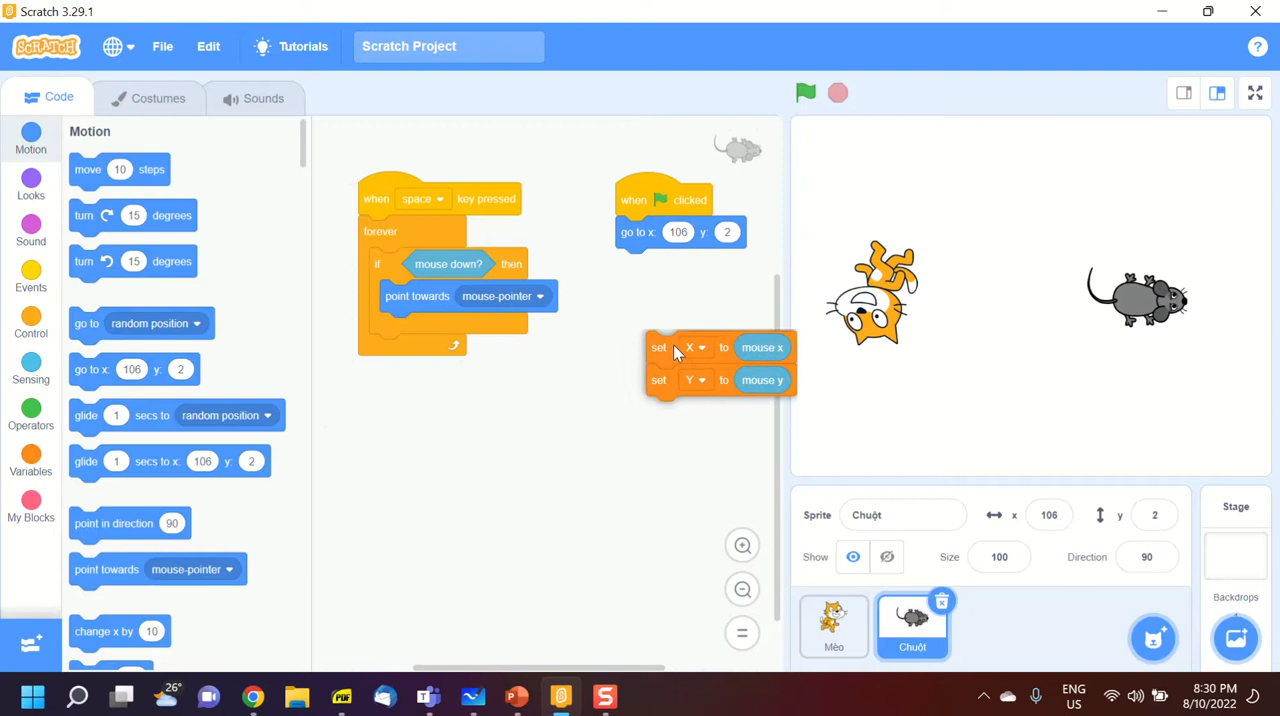 Scratch 3.29.1
SCRATCH File Edit Tutorials Scratch Project ?
Code Costumes Sounds
Motion
Looks
Sound
Events
Control
Sensing
Operators
Variables
My Blocks
Motion
move 10 steps
turn 15 degrees
turn 15 degrees
go to random position
go to x: 106 y: 2
glide 1 secs to random position
glide 1 secs to x: 106 y: 2
point in direction 90
point towards mouse-pointer
change x by 10
when space key pressed
forever
if mouse down? then
point towards mouse-pointer
when clicked
go to x: 106 y: 2
set X to mouse x
set Y to mouse y
Sprite Chuột x 106 y 2
Show Size 100 Direction 90
Mèo
Chuột
Stage
Backdrops
26°
PDF
ENG
US
8:30 PM
8/10/2022